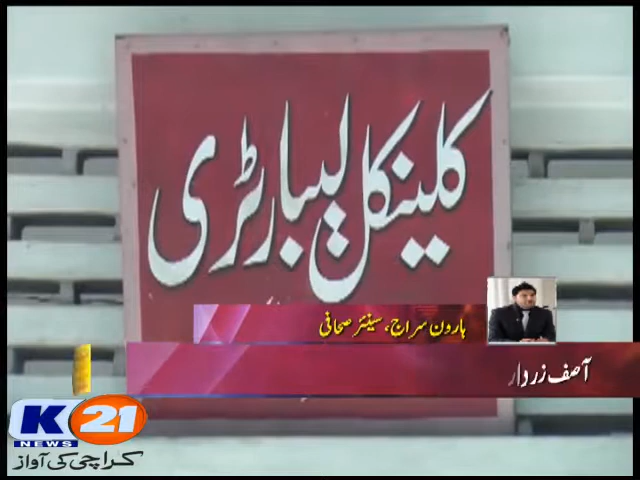 کلینکل لیبارٹری
ہارون سراج، سینئر صحافی
آصف زردار
K21
NEWS
کراچی کی آواز